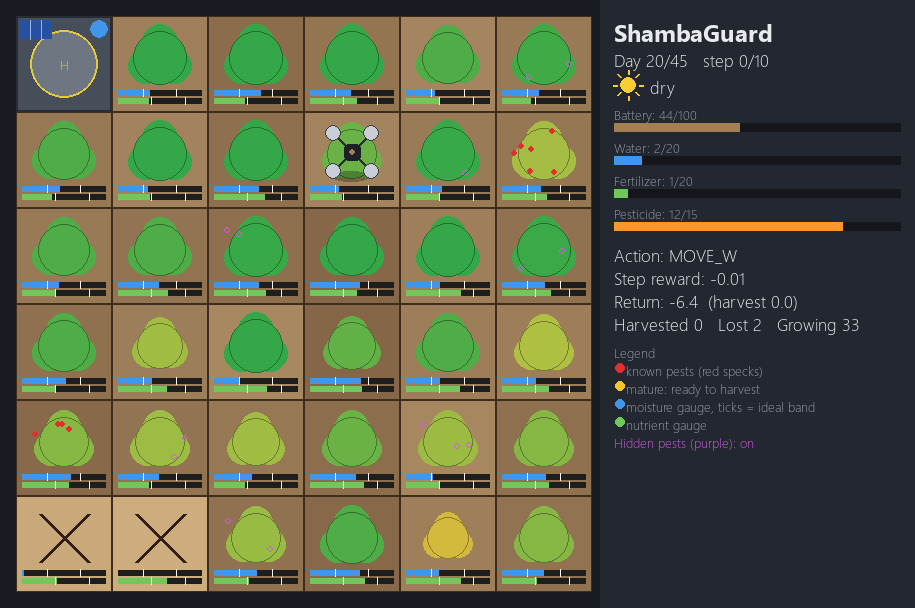 H
ShambaGuard
Day 20/45 step 0/10
dry
Battery: 44/100
Water: 2/20
Fertilizer: 1/20
Pesticide: 12/15
Action: MOVE_W
Step reward: -0.01
Return: -6.4 (harvest 0.0)
Harvested 0 Lost 2 Growing 33
Legend
known pests (red specks)
mature: ready to harvest
moisture gauge, ticks = ideal band
nutrient gauge
Hidden pests (purple): on